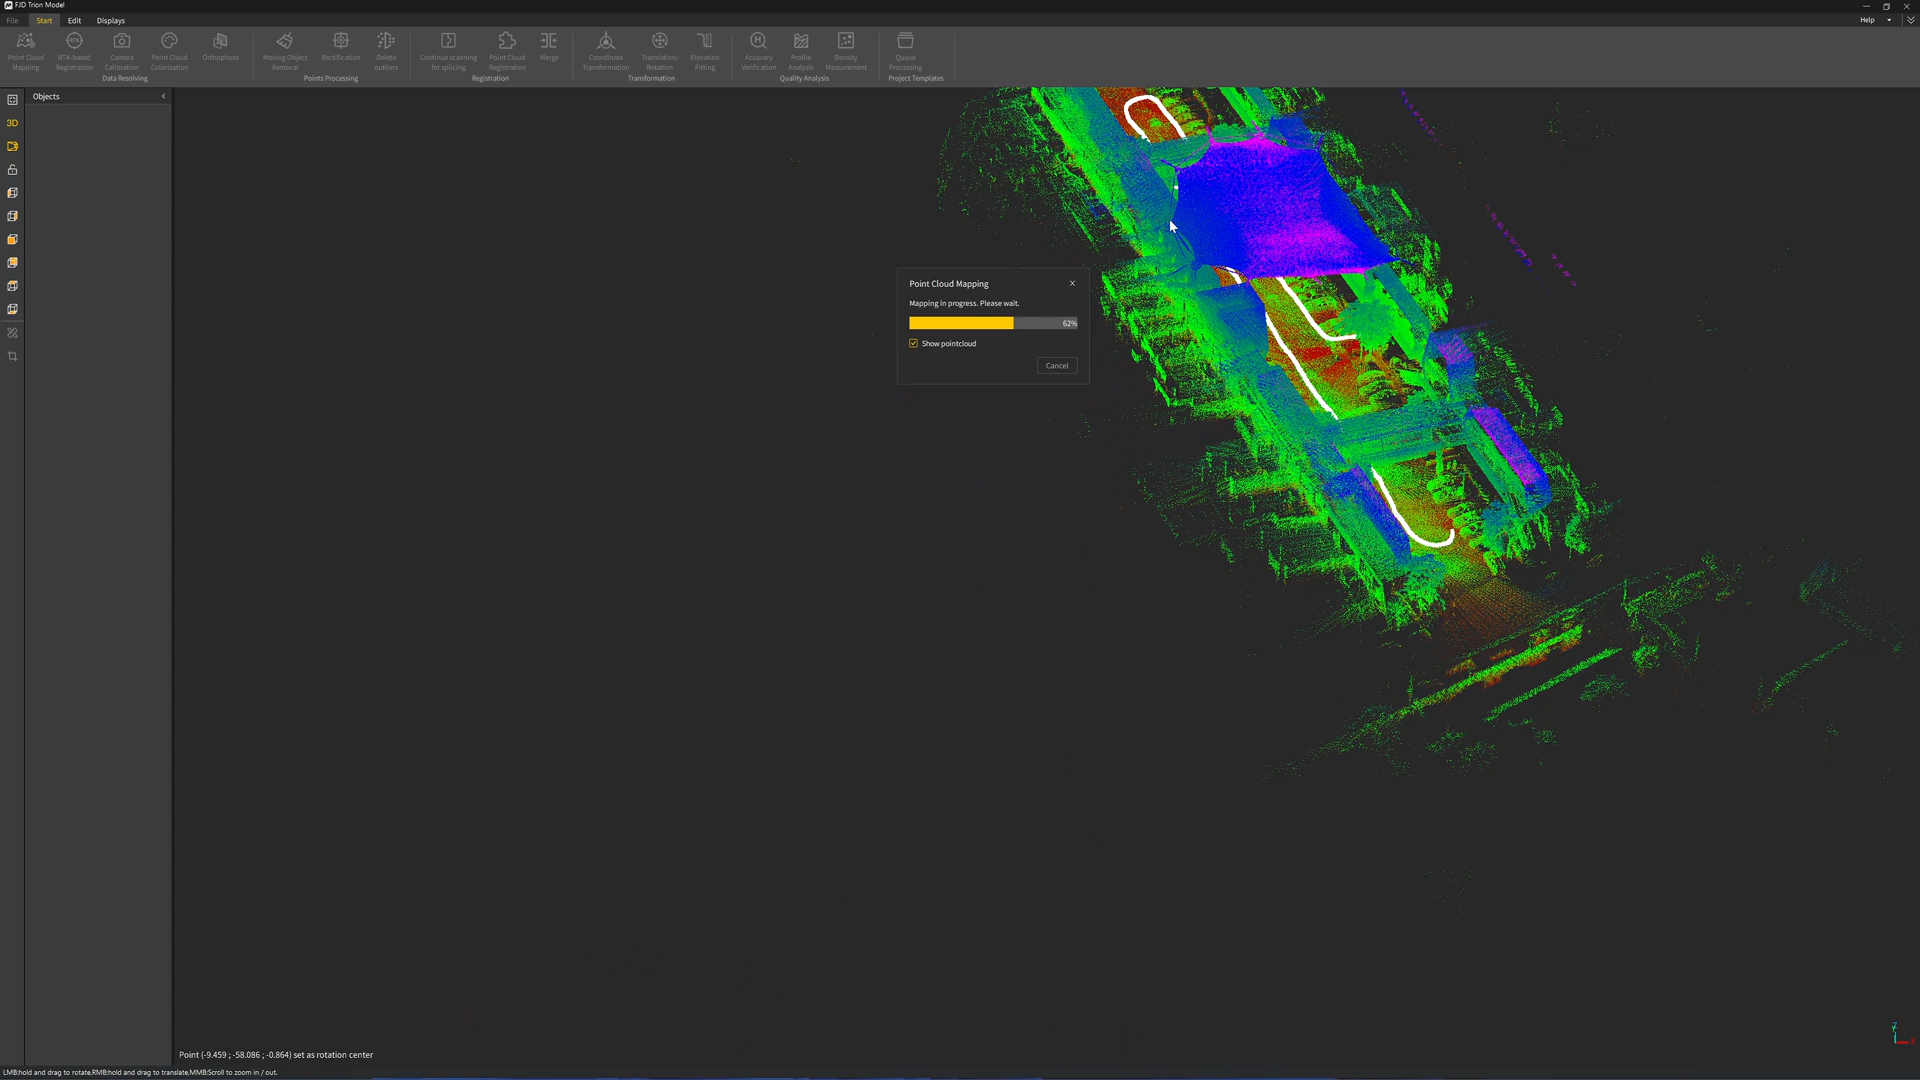 FJD Trion Model
File Start Edit Displays Help
Point Cloud Mapping
RTK-based Registration
Camera Calibration
Point Cloud Colorization
Orthophoto
Data Resolving
Moving Object Removal
Rectification
Delete outliers
Points Processing
Continue scanning for splicing
Point Cloud Registration
Merge
Registration
Coordinate Transformation
Translation/ Rotation
Elevation Fitting
Transformation
Accuracy Verification
Profile Analysis
Density Measurement
Quality Analysis
Queue Processing
Project Templates
Objects
3D
Point Cloud Mapping
Mapping in progress. Please wait.
62%
Show pointcloud
Cancel
Point (-9.459 ; -58.086 ; -0.864) set as rotation center
LMB:hold and drag to rotate,RMB:hold and drag to translate,MMB:Scroll to zoom in / out.